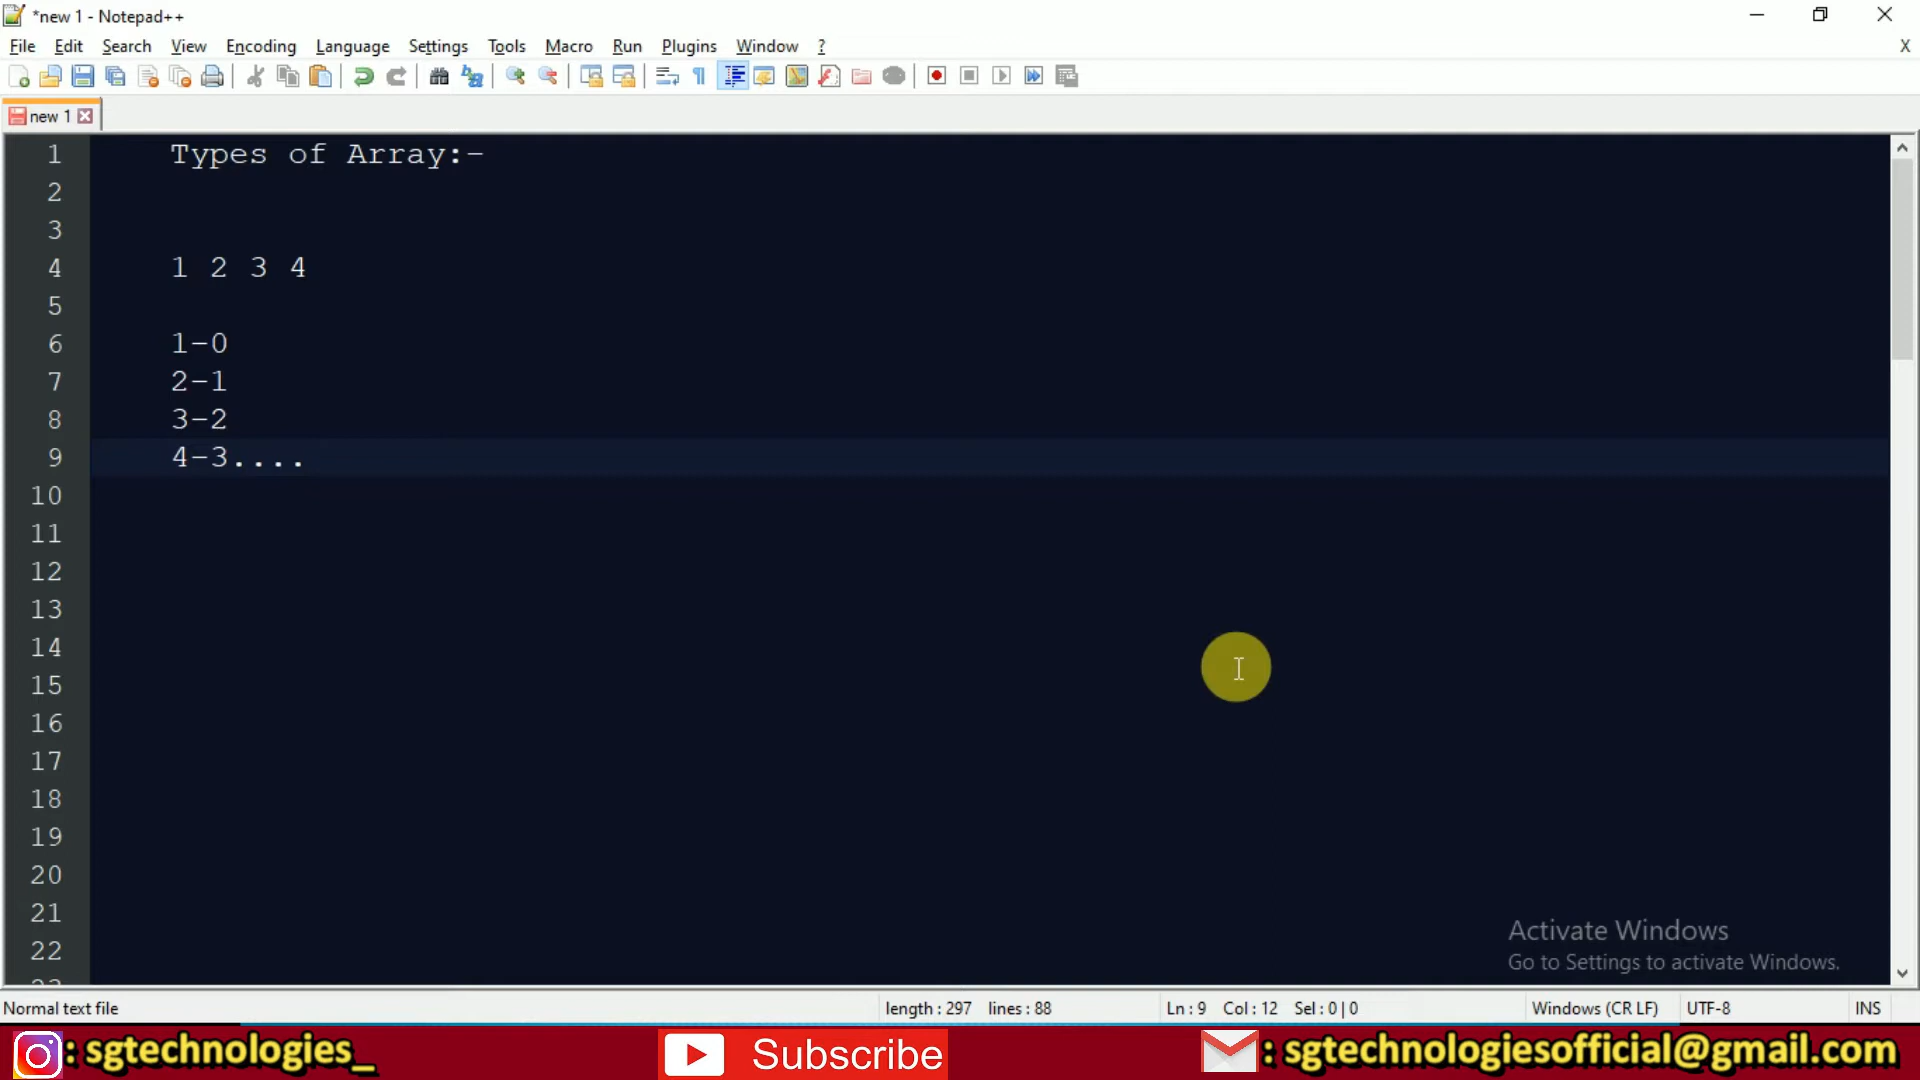 *new 1 - Notepad++
File Edit Search View Encoding Language Settings Tools Macro Run Plugins Window ? X
new 1
1 Types of Array:-
2
3
4 1 2 3 4
5
6 1-0
7 2-1
8 3-2
9 4-3....
10
11
12
13
14
15
16
17
18
19
20
21
22
23
Activate Windows
Go to Settings to activate Windows.
Normal text file length : 297 lines : 88 Ln : 9 Col : 12 Sel : 0 | 0 Windows (CR LF) UTF-8 INS
: sgtechnologies_ Subscribe : sgtechnologiesofficial@gmail.com